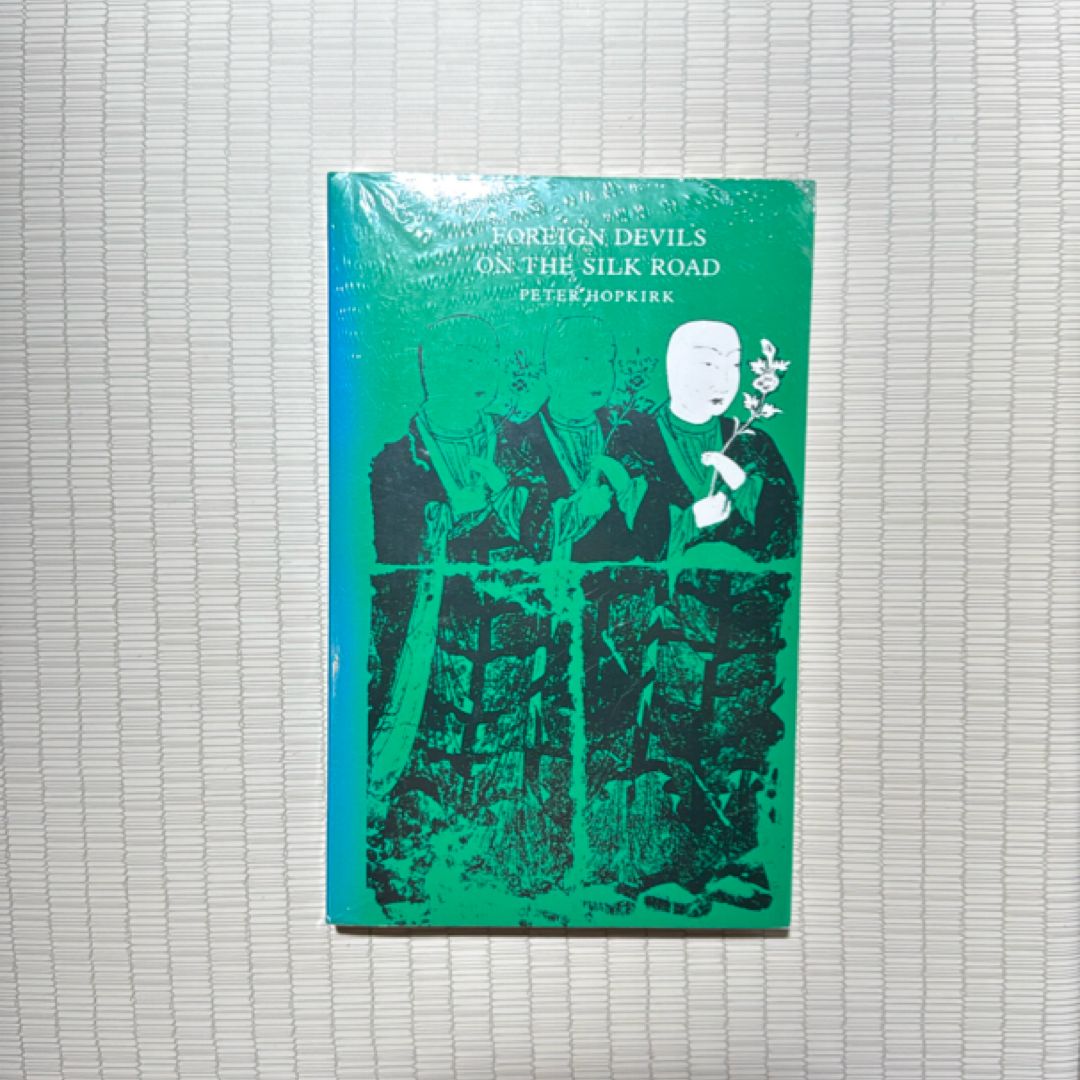 FOREIGN DEVILS
ON THE SILK ROAD
PETER HOPKIRK